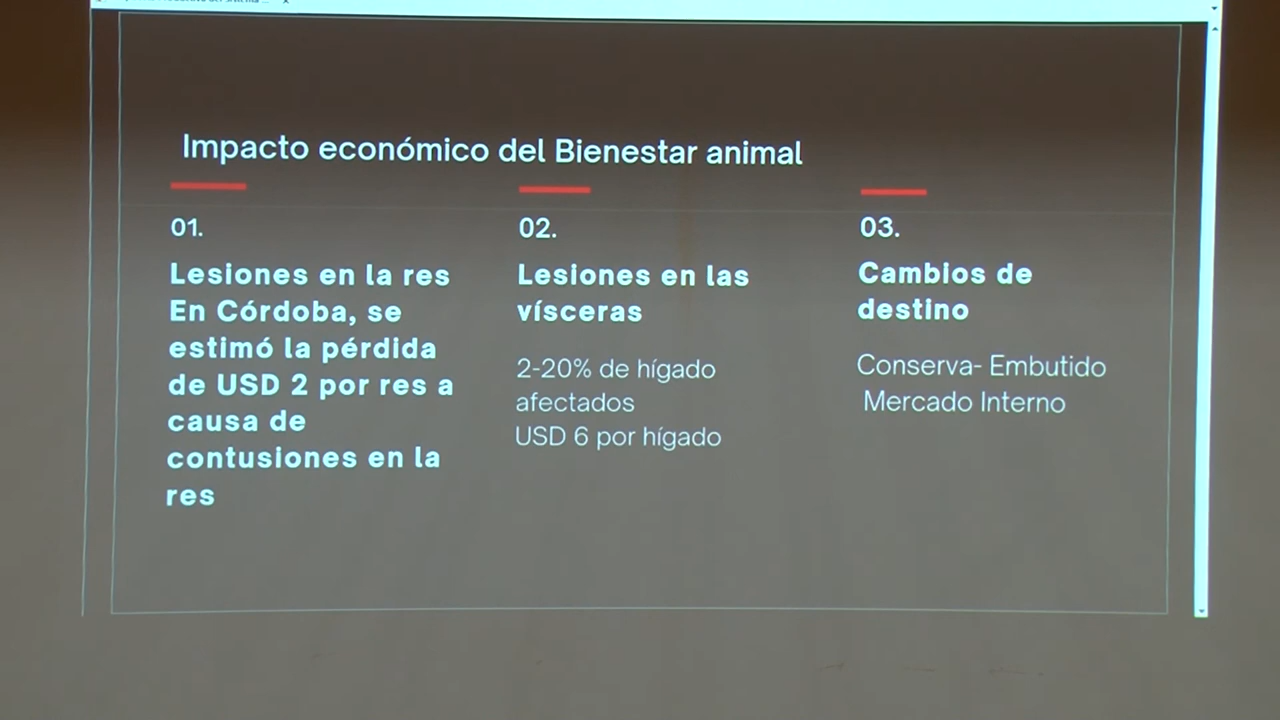 Impacto económico del Bienestar animal
01.
Lesiones en la res
En Córdoba, se
estimó la pérdida
de USD 2 por res a
causa de
contusiones en la
res
02.
Lesiones en las
vísceras
2-20% de hígado
afectados
USD 6 por hígado
03.
Cambios de
destino
Conserva- Embutido
Mercado Interno